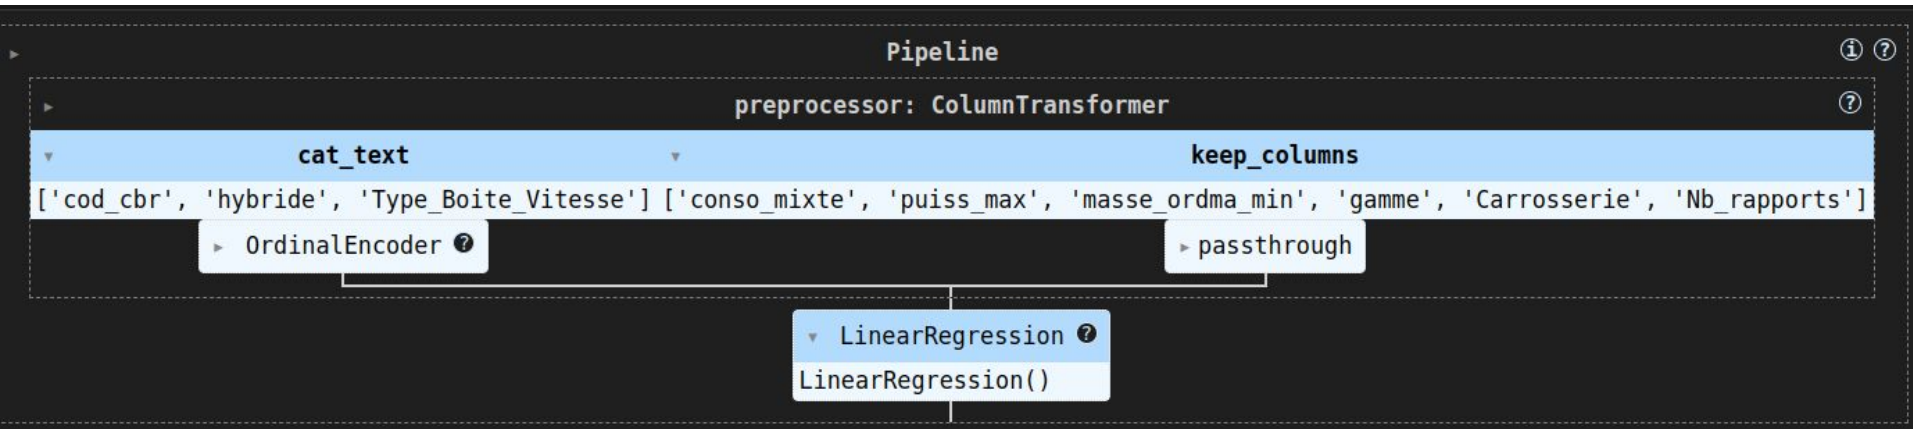 Pipeline
preprocessor: ColumnTransformer
cat_text keep_columns
['cod_cbr', 'hybride', 'Type_Boite_Vitesse'] ['conso_mixte', 'puiss_max', 'masse_ordma_min', 'gamme', 'Carrosserie', 'Nb_rapports']
OrdinalEncoder ? passthrough
LinearRegression ?
LinearRegression()